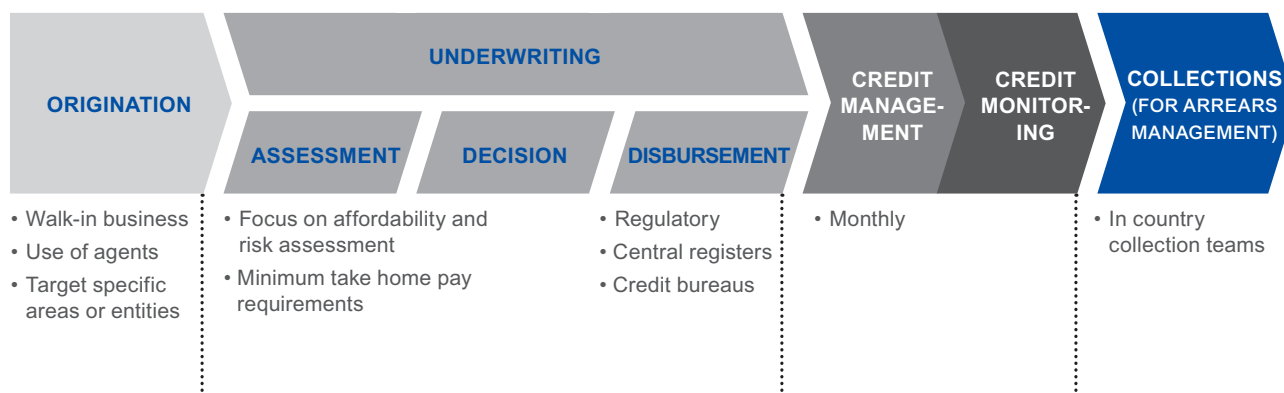 ORIGINATION
UNDERWRITING
ASSESSMENT
DECISION
DISBURSEMENT
CREDIT
MANAGE-
MENT
CREDIT
MONITOR-
ING
COLLECTIONS
(FOR ARREARS
MANAGEMENT)
• Walk-in business
• Use of agents
• Target specific
areas or entities
• Focus on affordability and
risk assessment
• Minimum take home pay
requirements
• Regulatory
• Central registers
• Credit bureaus
• Monthly
• In country
collection teams